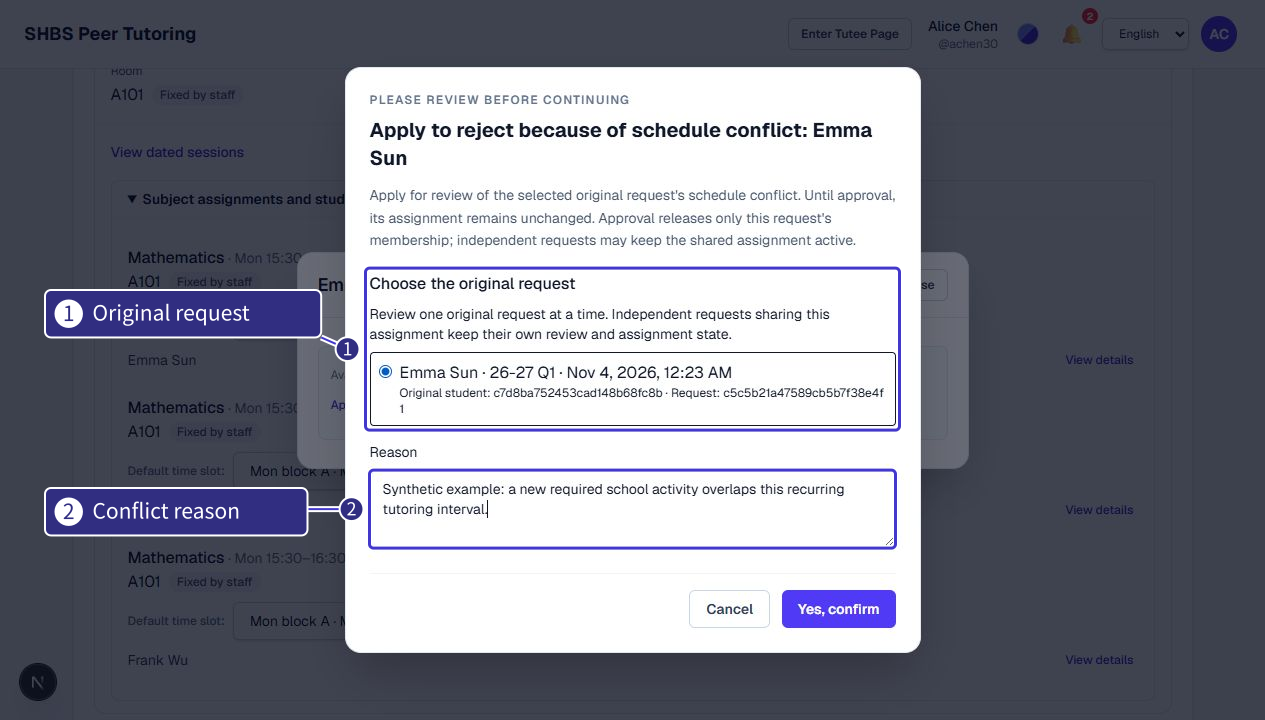 SHBS Peer Tutoring
Enter Tutee Page
Alice Chen
@achen30
2
English
AC
Room
A101 Fixed by staff
View dated sessions
▼ Subject assignments and stud
Mathematics · Mon 15:30
A101 Fixed by staff
Emma Sun
View details
Mathematics · Mon 15:30
A101 Fixed by staff
Default time slot: Mon block A · M
View details
Mathematics · Mon 15:30–16:30
A101 Fixed by staff
Default time slot: Mon block A · M
Frank Wu
View details
N
Em
se
Av
Ap
PLEASE REVIEW BEFORE CONTINUING
Apply to reject because of schedule conflict: Emma
Sun
Apply for review of the selected original request's schedule conflict. Until approval,
its assignment remains unchanged. Approval releases only this request's
membership; independent requests may keep the shared assignment active.
Choose the original request
Review one original request at a time. Independent requests sharing this
assignment keep their own review and assignment state.
Emma Sun · 26-27 Q1 · Nov 4, 2026, 12:23 AM
Original student: c7d8ba752453cad148b68fc8b · Request: c5c5b21a47589cb5b7f38e4f
1
Reason
Synthetic example: a new required school activity overlaps this recurring
tutoring interval.
Cancel
Yes, confirm
1 Original request
1
2 Conflict reason
2